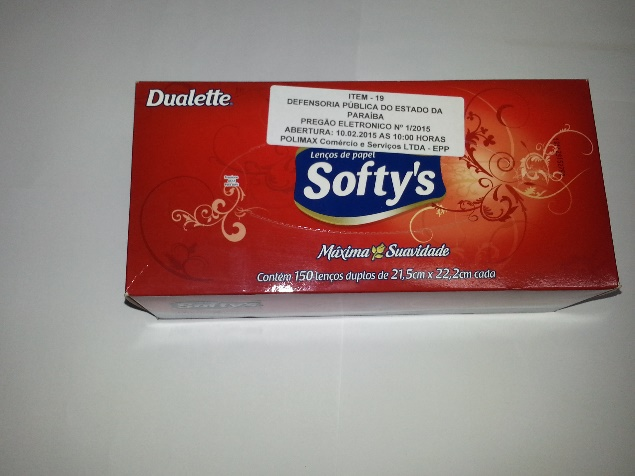 Dualette
ITEM - 19
DEFENSORIA PÚBLICA DO ESTADO DA
PARAÍBA
PREGÃO ELETRONICO Nº 1/2015
ABERTURA: 10.02.2015 AS 10:00 HORAS
POLIMAX Comércio e Serviços LTDA - EPP
Lenços de papel
Softy's
Máxima Suavidade
Contém 150 lenços duplos de 21,5cm x 22,2cm cada
Softy's